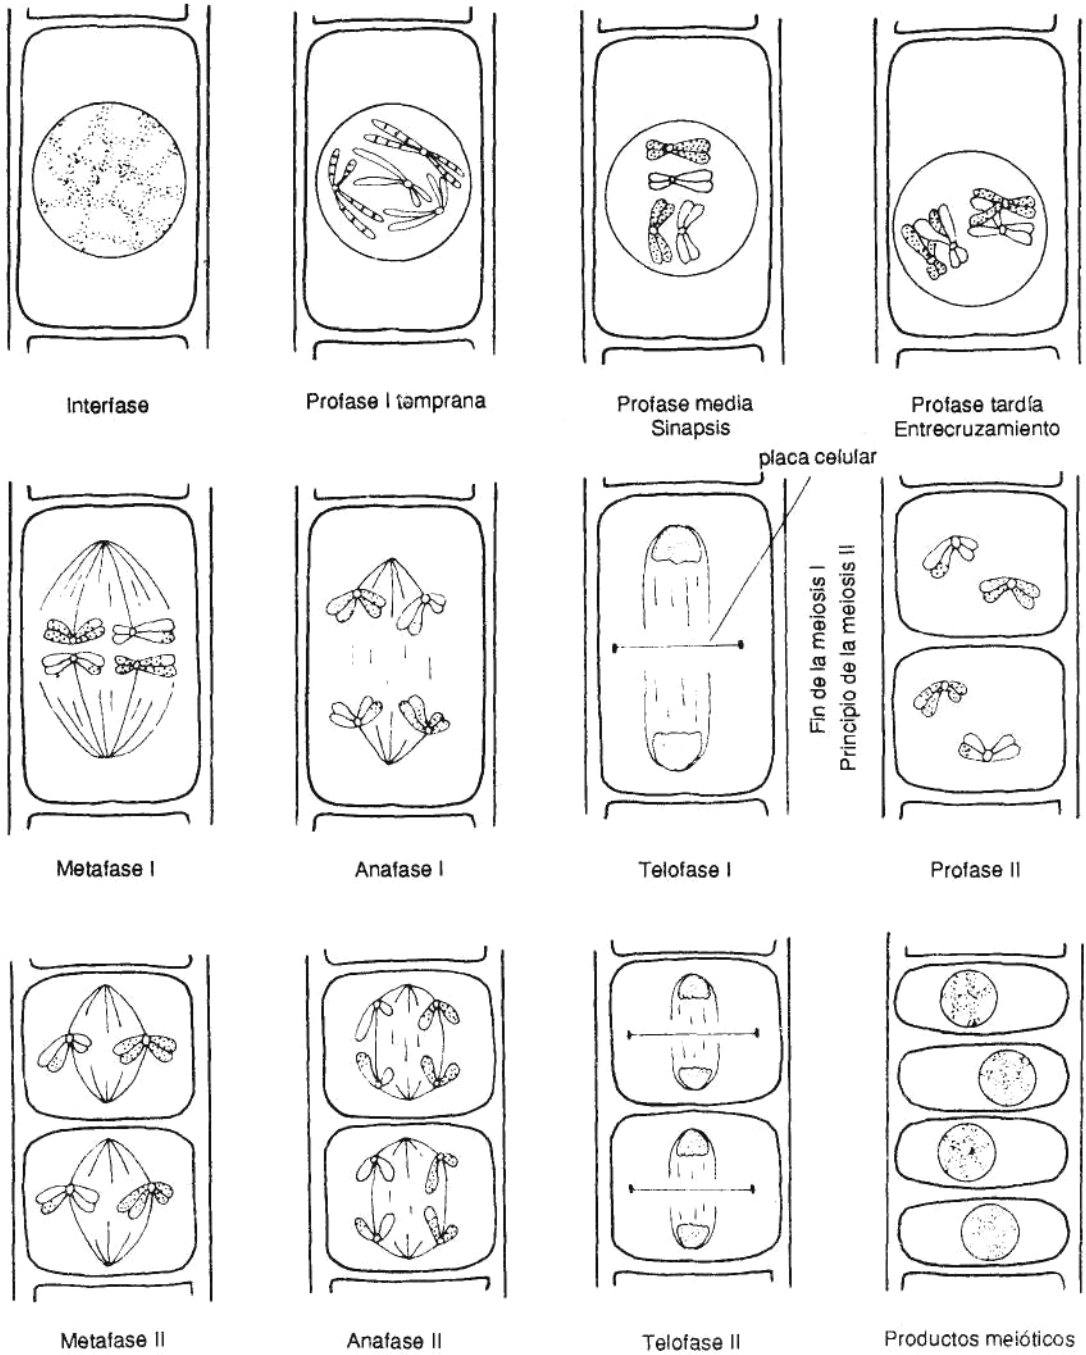 Interfase
Profase I temprana
Profase media
Sinapsis
Profase tardía
Entrecruzamiento
placa celular
Metafase I
Anafase I
Telofase I
Fin de la meiosis I
Principio de la meiosis II
Profase II
Metafase II
Anafase II
Telofase II
Productos meióticos